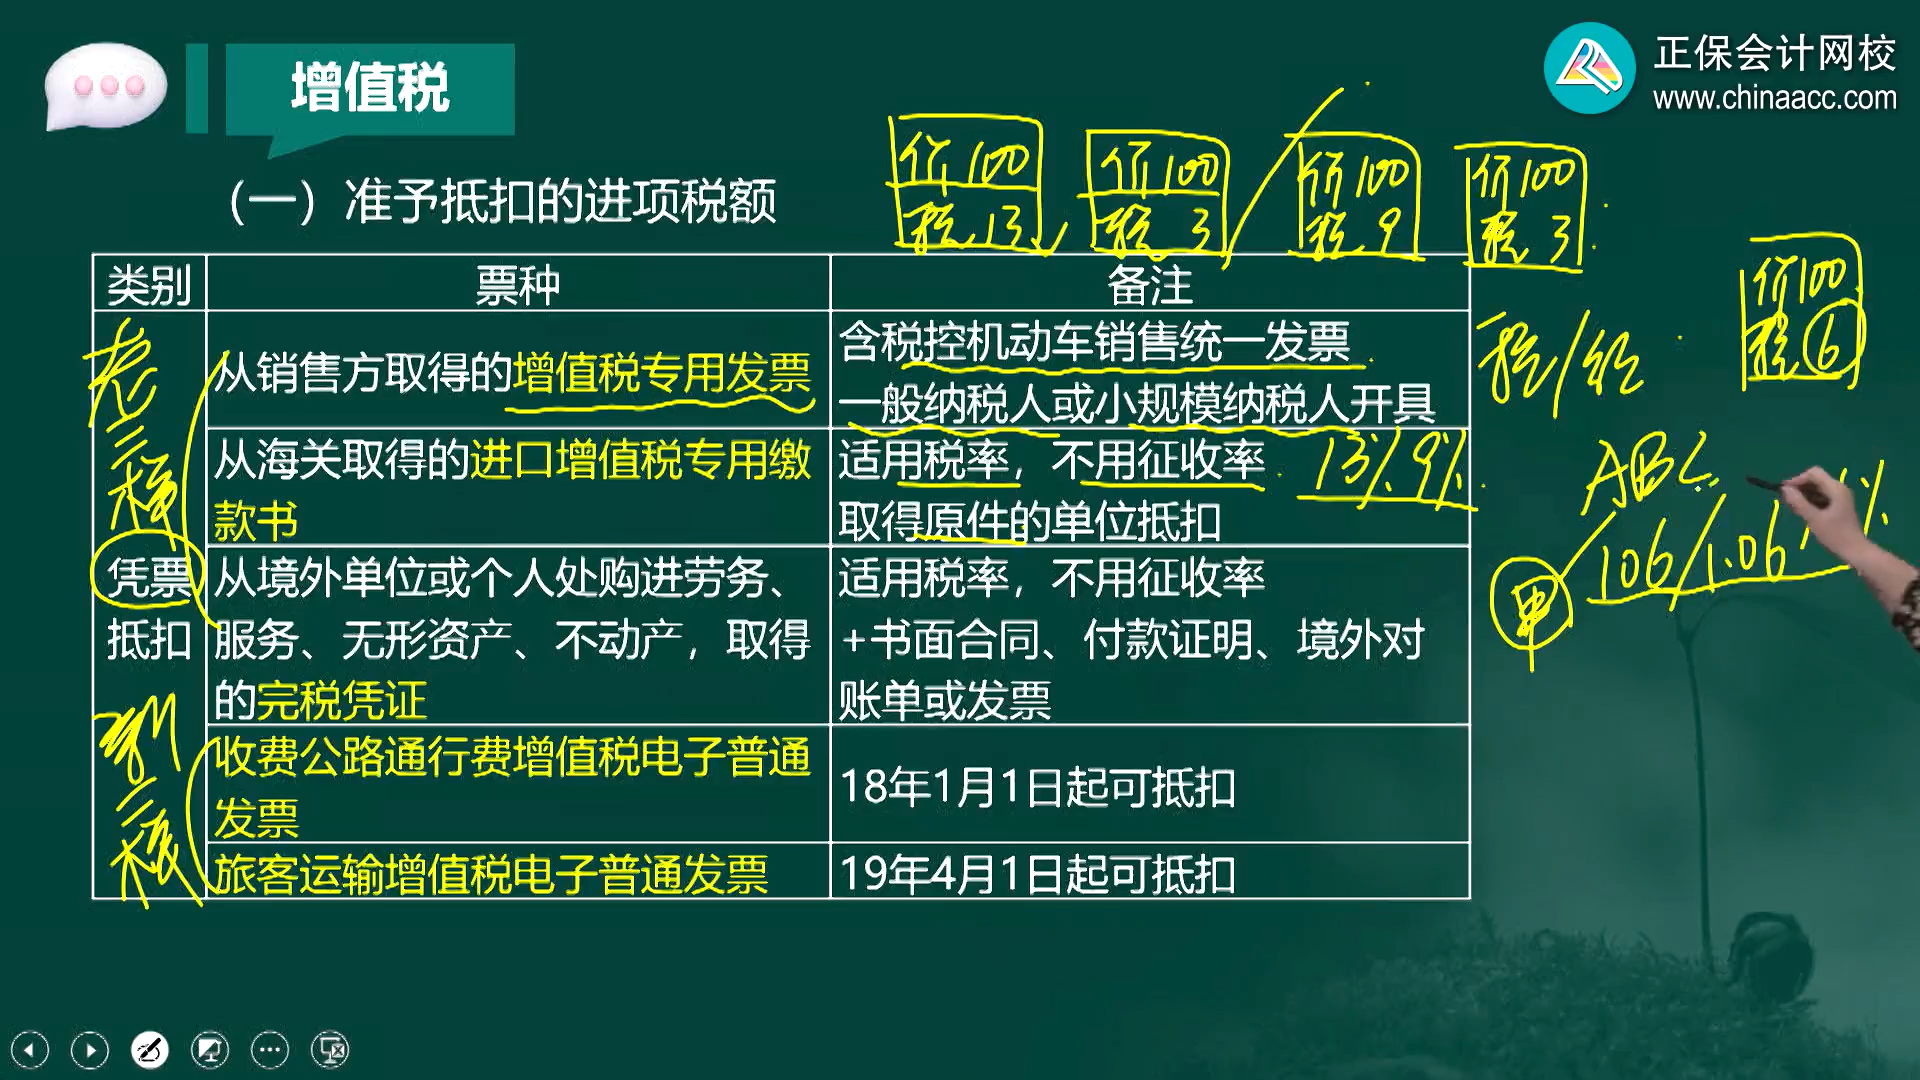 正保会计网校
www.chinaacc.com
增值税
（一）准予抵扣的进项税额
价100
税13
价100
税3
价100
税9
价100
税3
价100
税6
类别
票种
备注
凭票
抵扣
从销售方取得的增值税专用发票
含税控机动车销售统一发票
一般纳税人或小规模纳税人开具
从海关取得的进口增值税专用缴
款书
适用税率，不用征收率
13% 9%
取得原件的单位抵扣
从境外单位或个人处购进劳务、
服务、无形资产、不动产，取得
的完税凭证
适用税率，不用征收率
+书面合同、付款证明、境外对
账单或发票
收费公路通行费增值税电子普通
发票
18年1月1日起可抵扣
旅客运输增值税电子普通发票
19年4月1日起可抵扣
老
三样
新
二样
ABC
106/1.06
甲